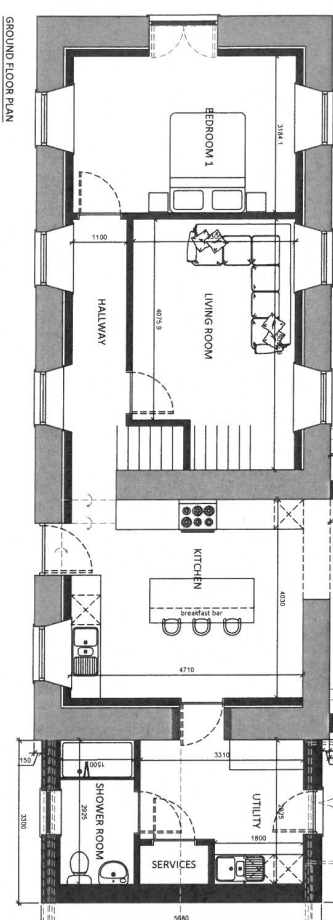 GROUND FLOOR PLAN
BEDROOM 1
3184.1
1100
HALLWAY
4075.9
LIVING ROOM
KITCHEN
4030
breakfast bar
4710
3310
150
1500
3300
2925
SHOWER ROOM
UTILITY
2925
1800
SERVICES
5680